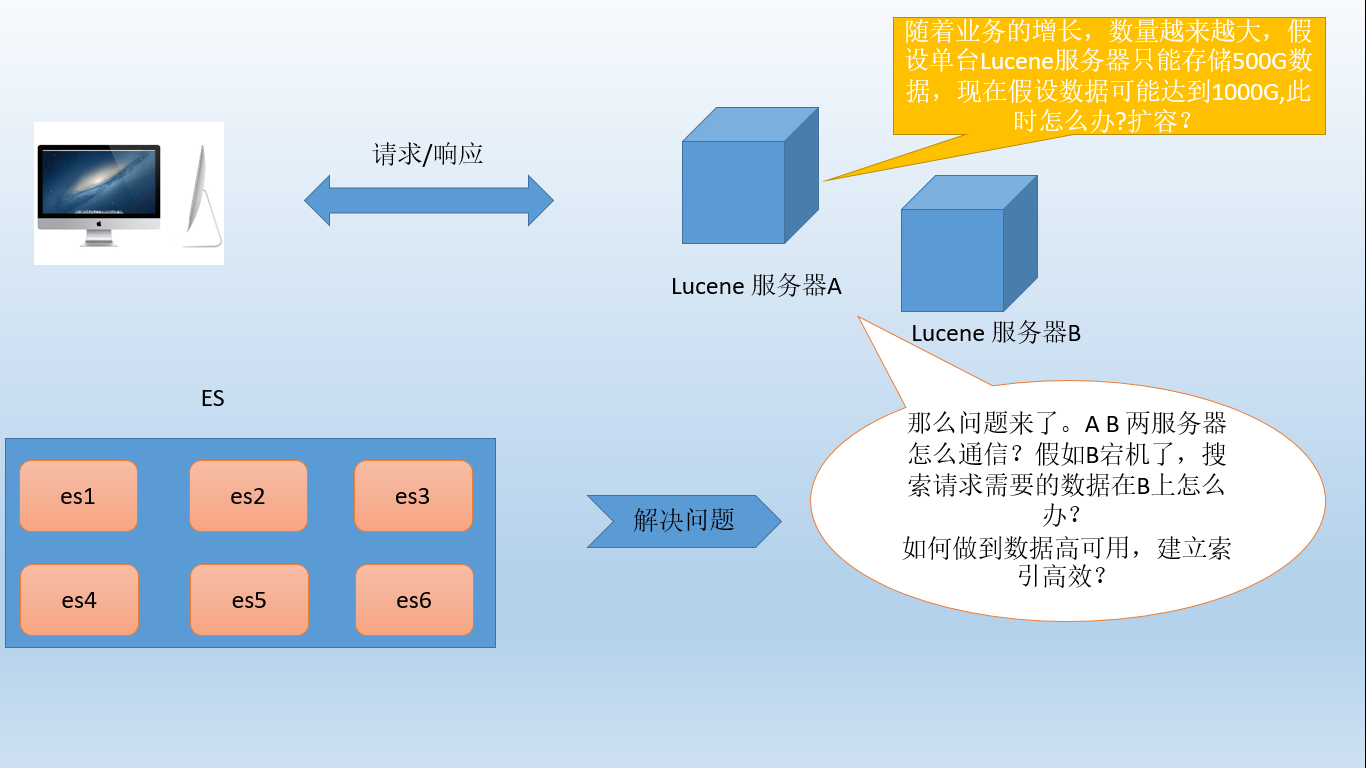 随着业务的增长，数量越来越大，假
设单台Lucene服务器只能存储500G数
据，现在假设数据可能达到1000G,此
时怎么办?扩容？
请求/响应
Lucene 服务器A
Lucene 服务器B
ES
es1
es2
es3
es4
es5
es6
解决问题
那么问题来了。A B 两服务器
怎么通信？假如B宕机了，搜
索请求需要的数据在B上怎么
办？
如何做到数据高可用，建立索
引高效？